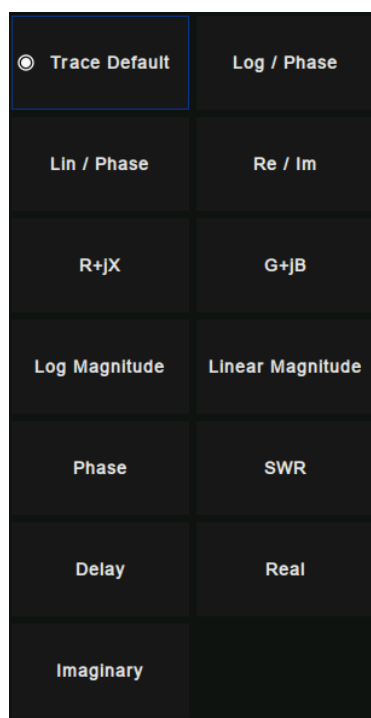 Trace Default
Log / Phase
Lin / Phase
Re / Im
R+jX
G+jB
Log Magnitude
Linear Magnitude
Phase
SWR
Delay
Real
Imaginary